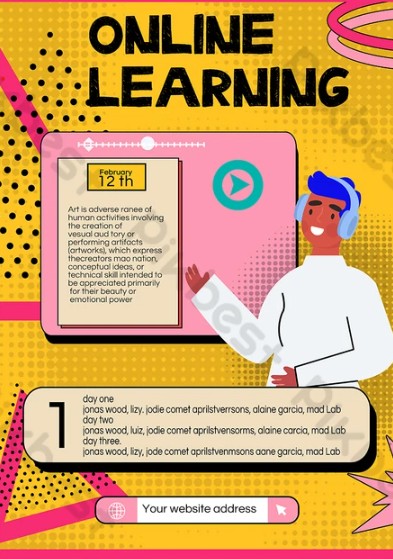 ONLINE
LEARNING
February
12 th
Art is adverse ranee of
human activities involving
the creation of
vesual aud tory or
performing artifacts
(artworks), which express
thecreators mao nation,
conceptual ideas, or
technical skill intended to
be appreciated primarily
for their beauty or
emotional power
1
day one
jonas wood, lizy. jodie comet aprilstverrsons, alaine garcia, mad Lab
day two
jonas wood, luiz, jodie comet aprilstvensorms, alaine carcia, mad Lab
day three.
jonas wood, lizy, jode comet aprilstvenmsons aane garcia, mad Lab
Your website address